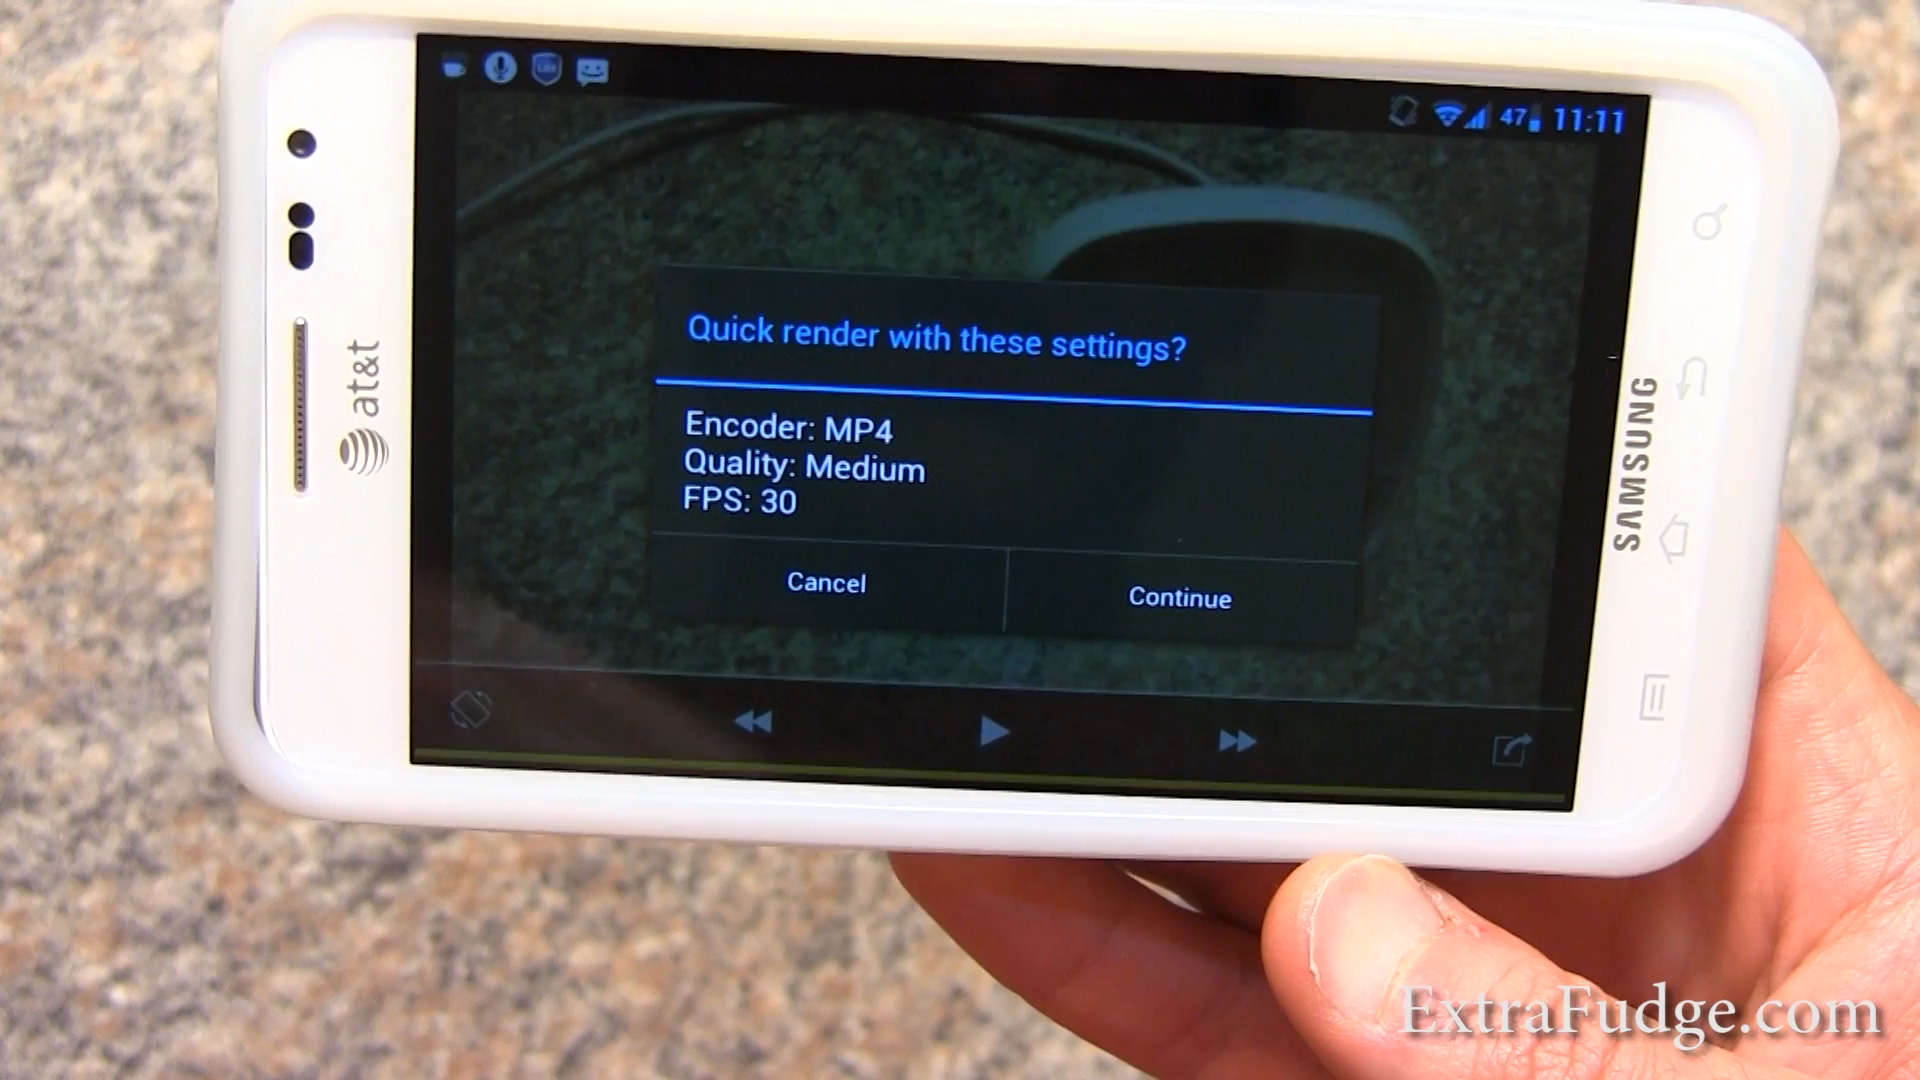 47 11:11
at&t
Quick render with these settings?
Encoder: MP4
Quality: Medium
FPS: 30
Cancel
Continue
SAMSUNG
ExtraFudge.com